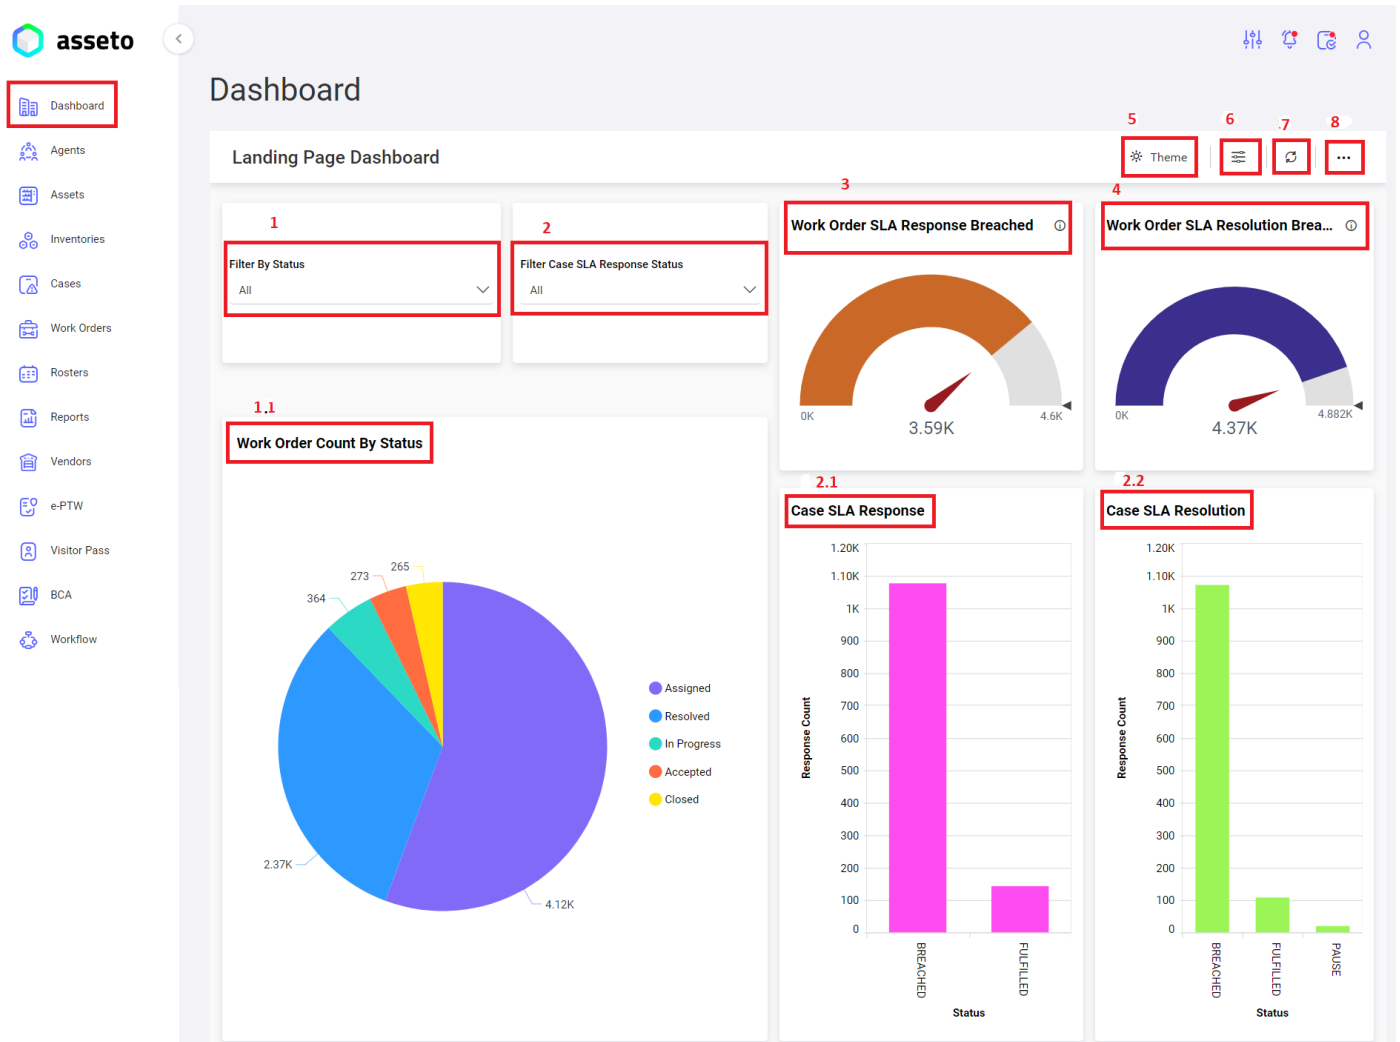 asseto
Dashboard
Agents
Assets
Inventories
Cases
Work Orders
Rosters
Reports
Vendors
e-PTW
Visitor Pass
BCA
Workflow
Dashboard
Landing Page Dashboard
5
Theme
6
7
8
1
Filter By Status
All
2
Filter Case SLA Response Status
All
3
Work Order SLA Response Breached
0K
4.6K
3.59K
4
Work Order SLA Resolution Brea...
0K
4.882K
4.37K
1.1
Work Order Count By Status
265
273
364
2.37K
4.12K
Assigned
Resolved
In Progress
Accepted
Closed
2.1
Case SLA Response
1.20K
1.10K
1K
900
800
700
600
500
400
300
200
100
0
Response Count
BREACHED
FULFILLED
Status
2.2
Case SLA Resolution
1.20K
1.10K
1K
900
800
700
600
500
400
300
200
100
0
Response Count
BREACHED
FULFILLED
PAUSE
Status